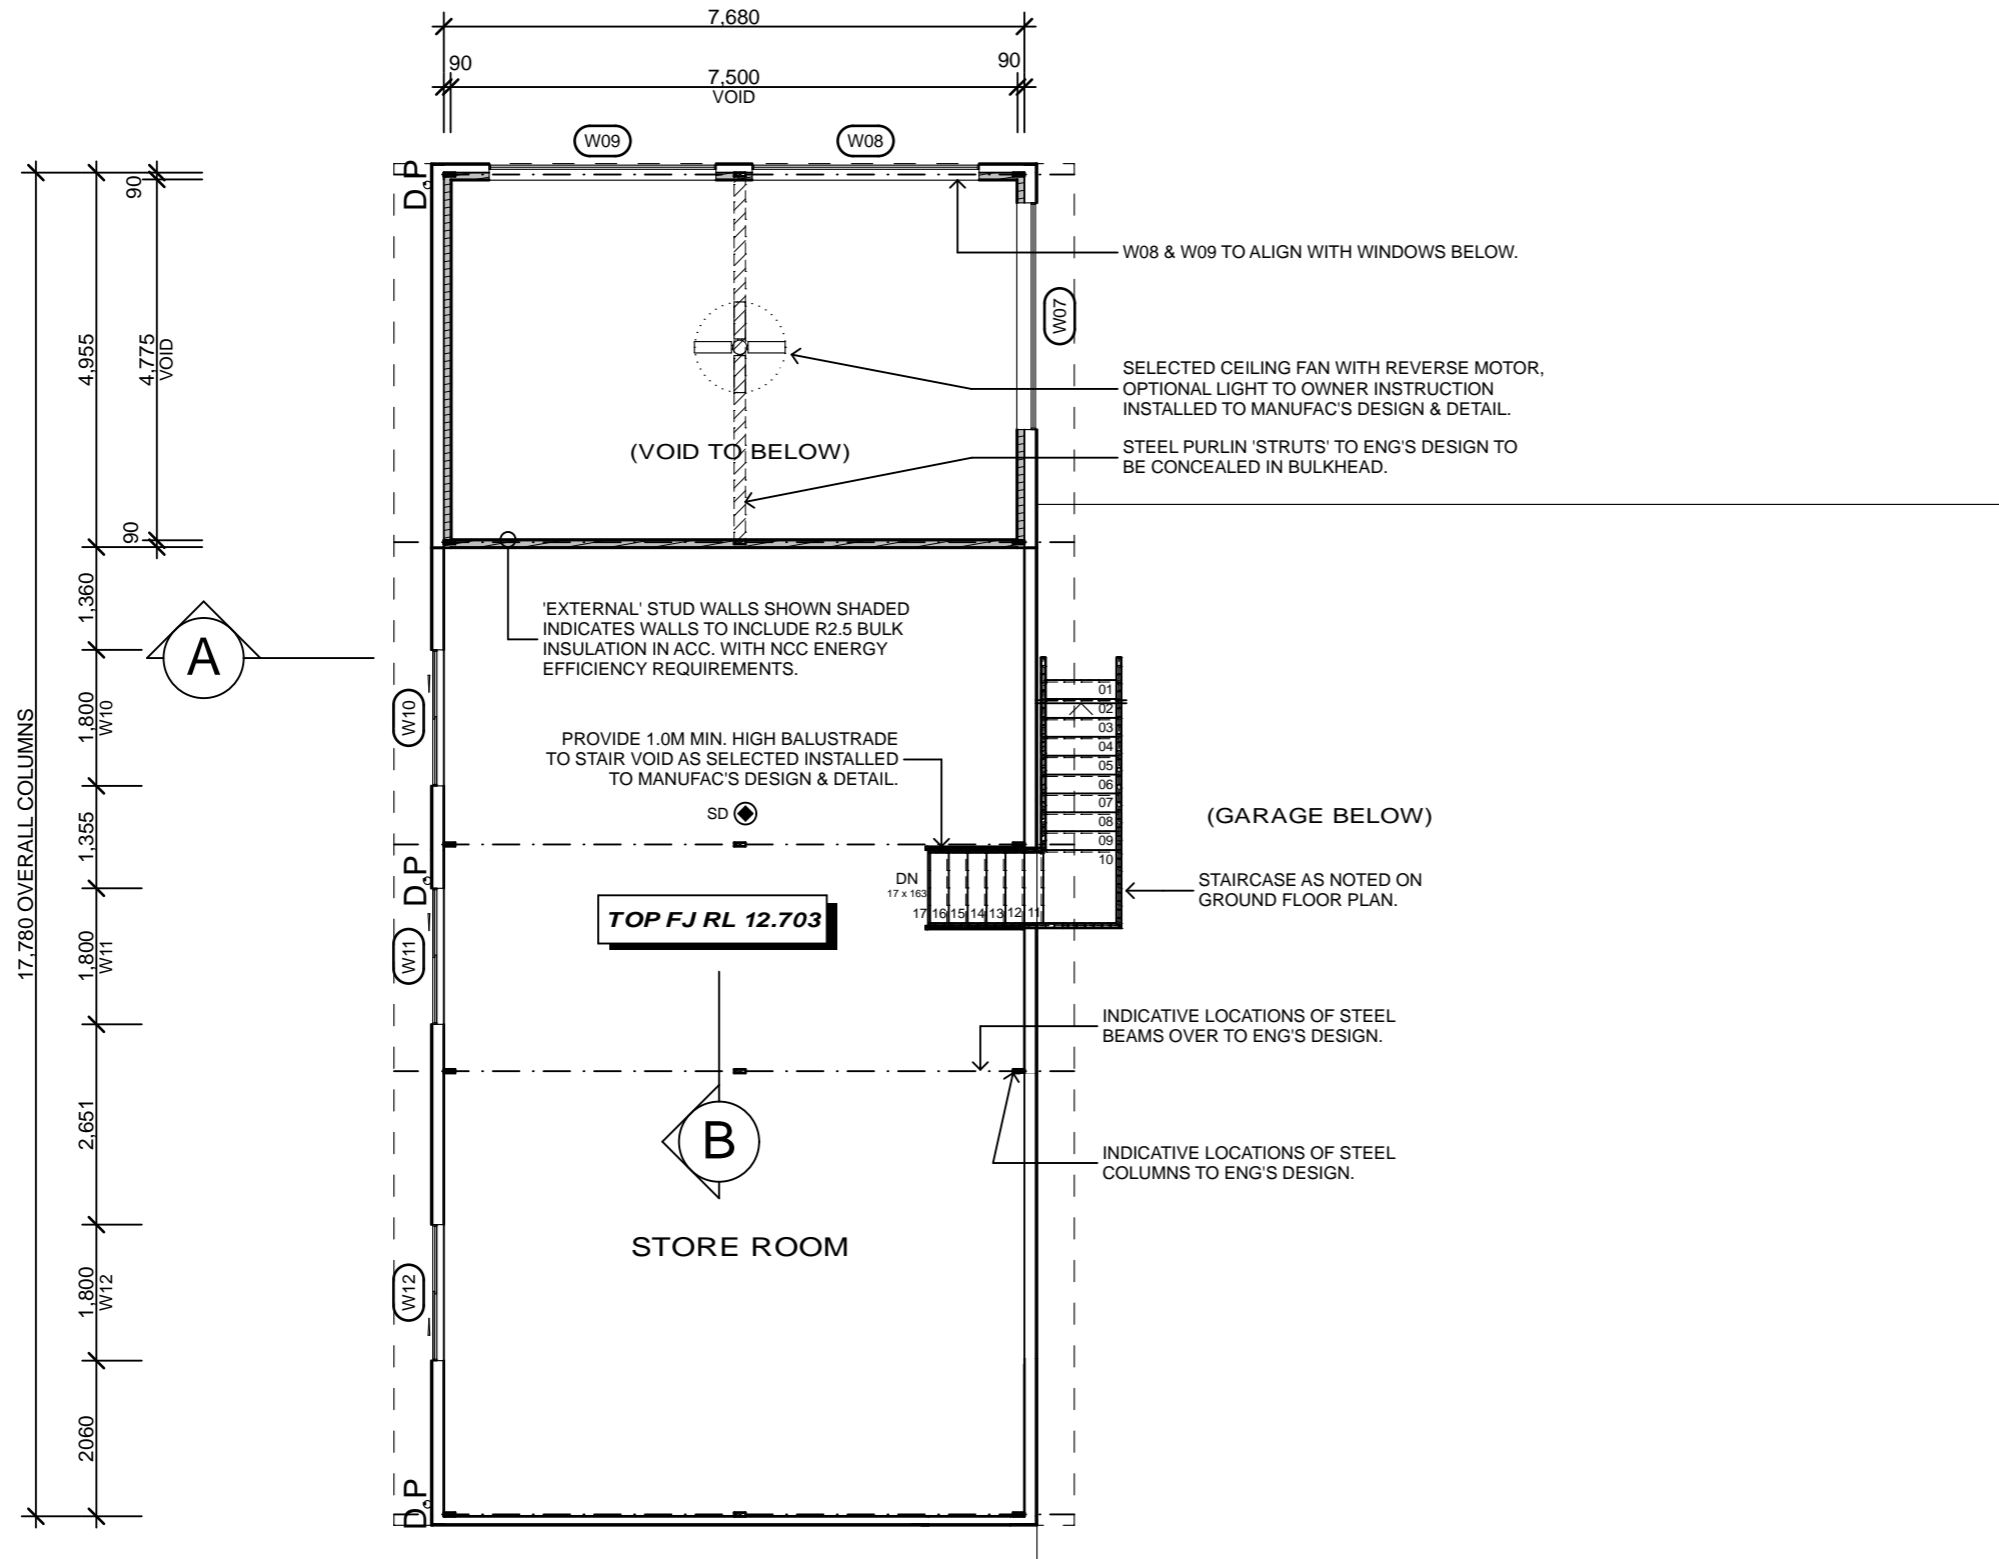 7,680
90
90
7,500
VOID
W09
W08
D.P
90
W08 & W09 TO ALIGN WITH WINDOWS BELOW.
W07
4,955
4,775
VOID
SELECTED CEILING FAN WITH REVERSE MOTOR,
OPTIONAL LIGHT TO OWNER INSTRUCTION
INSTALLED TO MANUFAC'S DESIGN & DETAIL.
(VOID TO BELOW)
STEEL PURLIN 'STRUTS' TO ENG'S DESIGN TO
BE CONCEALED IN BULKHEAD.
90
1,360
A
'EXTERNAL' STUD WALLS SHOWN SHADED
INDICATES WALLS TO INCLUDE R2.5 BULK
INSULATION IN ACC. WITH NCC ENERGY
EFFICIENCY REQUIREMENTS.
1,800
W10
W10
PROVIDE 1.0M MIN. HIGH BALUSTRADE
TO STAIR VOID AS SELECTED INSTALLED
TO MANUFAC'S DESIGN & DETAIL.
01
02
03
04
05
06
07
08
09
10
SD
(GARAGE BELOW)
17,780 OVERALL COLUMNS
1,355
D.P
DN
17 x 163
17 16 15 14 13 12 11
STAIRCASE AS NOTED ON
GROUND FLOOR PLAN.
TOP FJ RL 12.703
1,800
W11
W11
INDICATIVE LOCATIONS OF STEEL
BEAMS OVER TO ENG'S DESIGN.
2,651
B
INDICATIVE LOCATIONS OF STEEL
COLUMNS TO ENG'S DESIGN.
STORE ROOM
1,800
W12
W12
2060
D.P